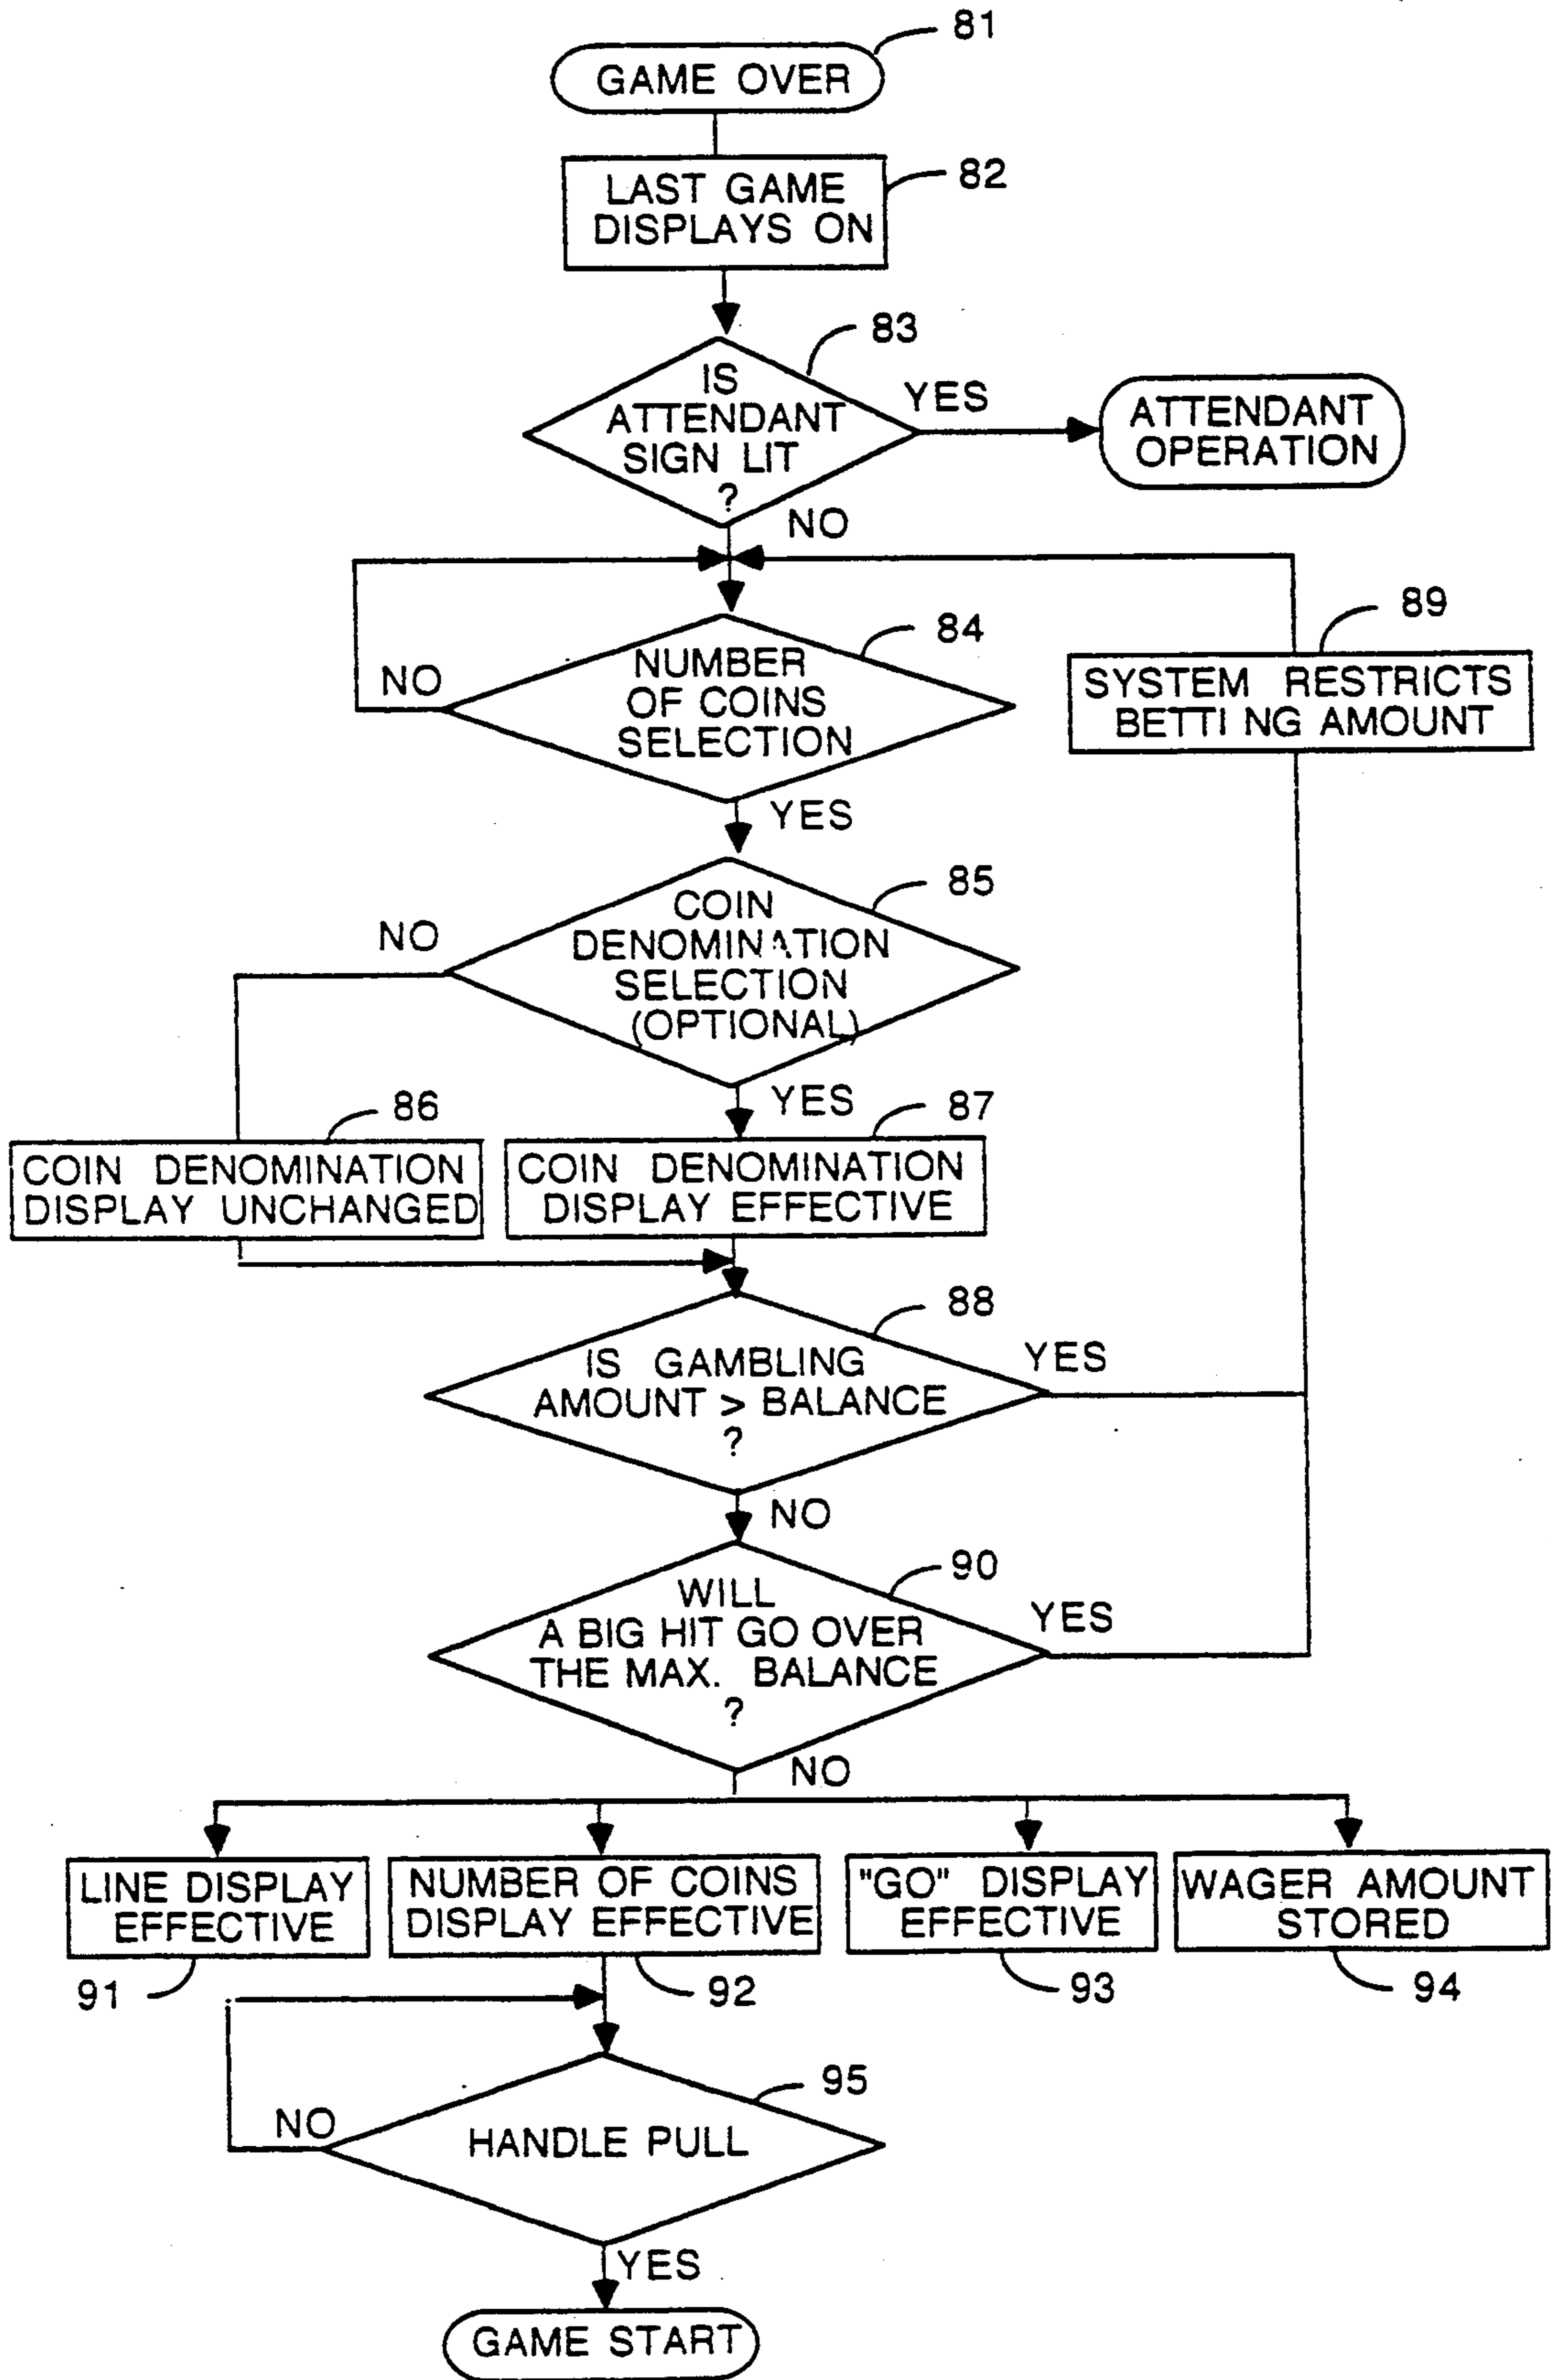 81
GAME OVER
82
LAST GAME
DISPLAYS ON
83
IS
ATTENDANT
SIGN LIT
?
YES
ATTENDANT
OPERATION
NO
84
NUMBER
OF COINS
SELECTION
NO
89
SYSTEM RESTRICTS
BETTI NG AMOUNT
YES
85
COIN
DENOMINATION
SELECTION
(OPTIONAL)
NO
YES
86
COIN DENOMINATION
DISPLAY UNCHANGED
87
COIN DENOMINATION
DISPLAY EFFECTIVE
88
IS GAMBLING
AMOUNT > BALANCE
?
YES
NO
90
WILL
A BIG HIT GO OVER
THE MAX. BALANCE
?
YES
NO
LINE DISPLAY
EFFECTIVE
91
NUMBER OF COINS
DISPLAY EFFECTIVE
92
"GO" DISPLAY
EFFECTIVE
93
WAGER AMOUNT
STORED
94
95
HANDLE PULL
NO
YES
GAME START